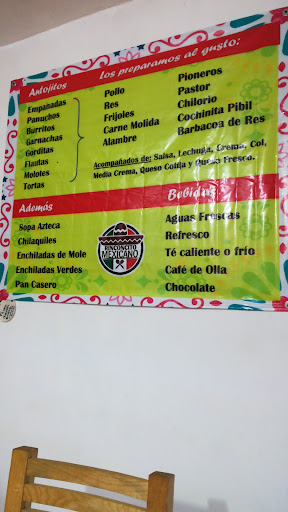 Antojitos
Los preparamos al gusto:
Empañadas
Panuchos
Burritos
Garnachas
Gorditas
Flautas
Molotes
Tortas
Pollo
Res
Frijoles
Carne Molida
Alambre
Pioneros
Pastor
Chilorio
Cochinita Pibil
Barbacoa de Res
Acompañados de: Salsa, Lechuga, Crema, Col,
Media Crema, Queso Cotija y Queso Fresco.
Además
Sopa Azteca
Chilaquiles
Enchiladas de Mole
Enchiladas Verdes
Pan Casero
RINCONCITO
MEXICANO
Bebidas
Aguas Frescas
Refresco
Té caliente o frío
Café de Olla
Chocolate